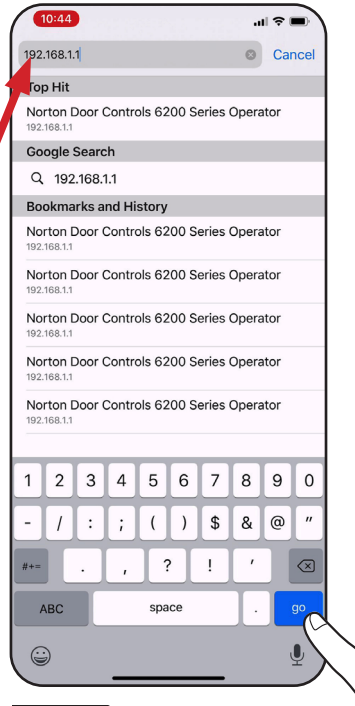 10:44
192.168.1.1 Cancel
Top Hit
Norton Door Controls 6200 Series Operator
192.168.1.1
Google Search
192.168.1.1
Bookmarks and History
Norton Door Controls 6200 Series Operator
192.168.1.1
Norton Door Controls 6200 Series Operator
192.168.1.1
Norton Door Controls 6200 Series Operator
192.168.1.1
Norton Door Controls 6200 Series Operator
192.168.1.1
Norton Door Controls 6200 Series Operator
192.168.1.1
1 2 3 4 5 6 7 8 9 0
- / : ; ( ) $ & @ "
#+= . , ? ! '
ABC space . go